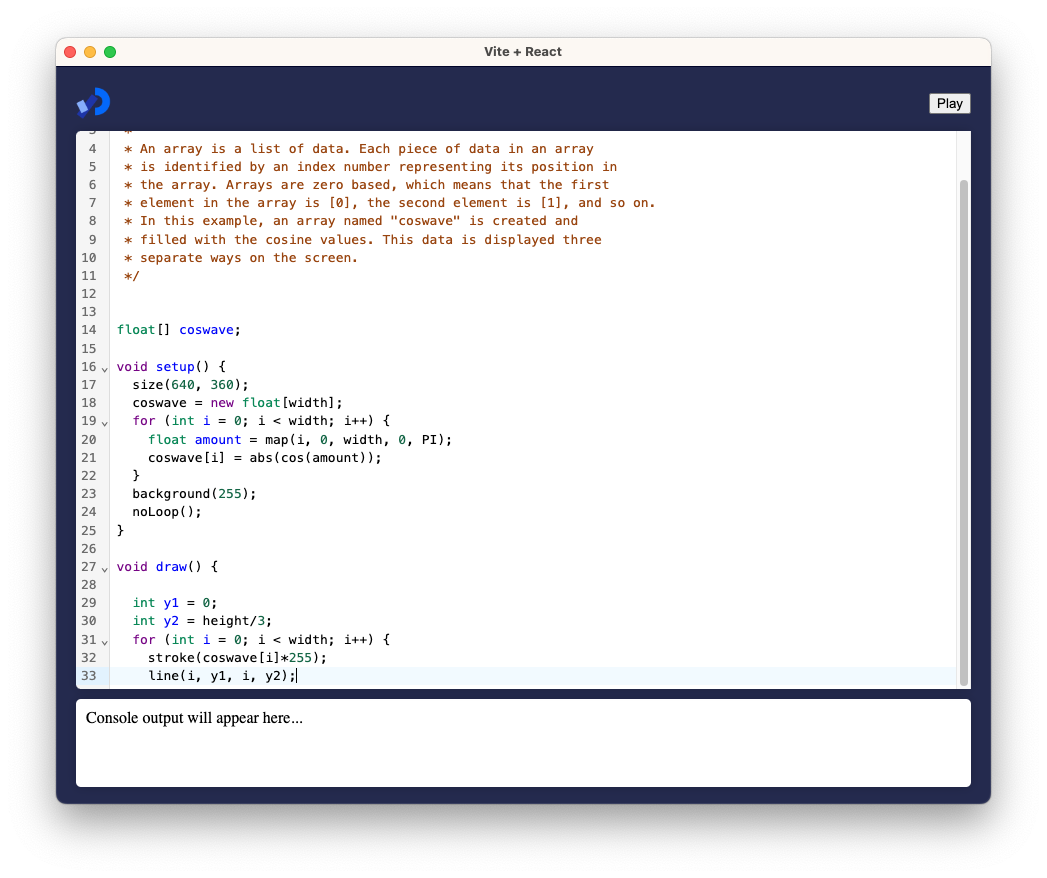 Vite + React
Play
3 *
4 * An array is a list of data. Each piece of data in an array
5 * is identified by an index number representing its position in
6 * the array. Arrays are zero based, which means that the first
7 * element in the array is [0], the second element is [1], and so on.
8 * In this example, an array named "coswave" is created and
9 * filled with the cosine values. This data is displayed three
10 * separate ways on the screen.
11 */
12
13
14 float[] coswave;
15
16 void setup() {
17 size(640, 360);
18 coswave = new float[width];
19 for (int i = 0; i < width; i++) {
20 float amount = map(i, 0, width, 0, PI);
21 coswave[i] = abs(cos(amount));
22 }
23 background(255);
24 noLoop();
25 }
26
27 void draw() {
28
29 int y1 = 0;
30 int y2 = height/3;
31 for (int i = 0; i < width; i++) {
32 stroke(coswave[i]*255);
33 line(i, y1, i, y2);
Console output will appear here...